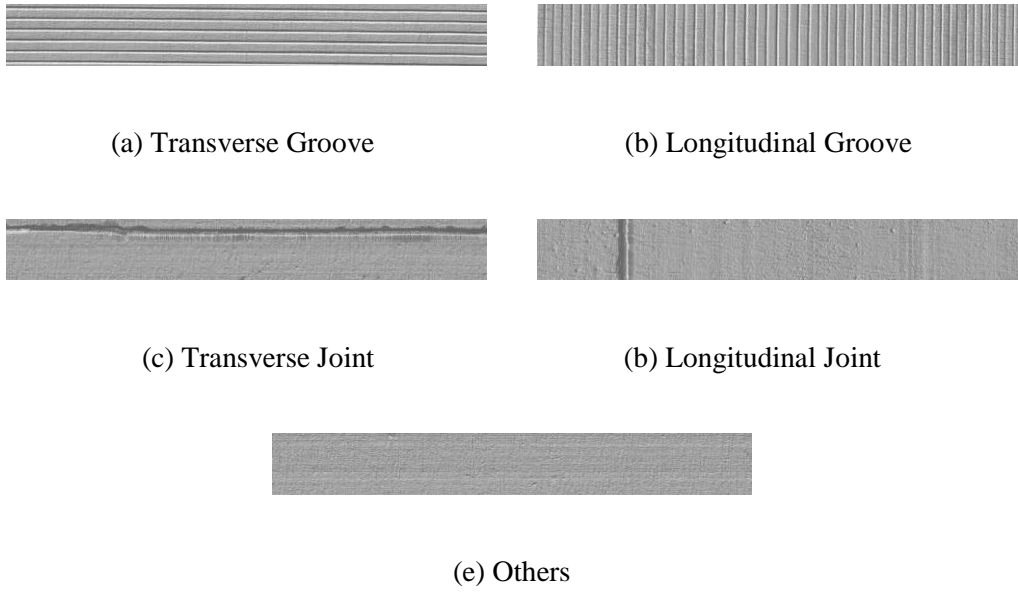 (a) Transverse Groove
(b) Longitudinal Groove
(c) Transverse Joint
(b) Longitudinal Joint
(e) Others